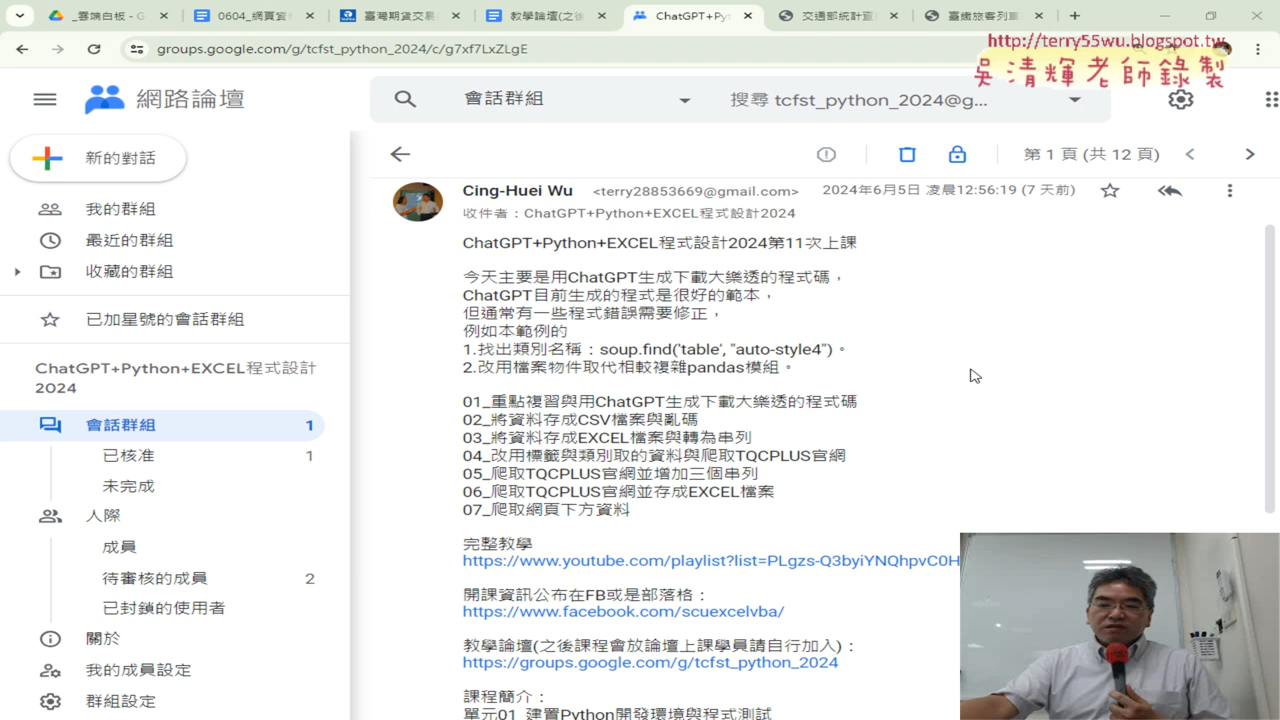 _雲端白板 - G
0604_網頁資
臺灣期貨交易
教學論壇(之後
ChatGPT+Py
交通部統計查
臺鐵旅客列車
groups.google.com/g/tcfst_python_2024/c/g7xf7LxZLgE
http://terry55wu.blogspot.tw
吳清輝老師錄製
網路論壇
會話群組
搜尋 tcfst_python_2024@g...
新的對話
第 1 頁 (共 12 頁)
我的群組
最近的群組
收藏的群組
已加星號的會話群組
ChatGPT+Python+EXCEL程式設計
2024
會話群組 1
已核准 1
未完成
人際
成員
待審核的成員 2
已封鎖的使用者
關於
我的成員設定
群組設定
Cing-Huei Wu <terry28853669@gmail.com> 2024年6月5日 凌晨12:56:19 (7 天前)
收件者：ChatGPT+Python+EXCEL程式設計2024
ChatGPT+Python+EXCEL程式設計2024第11次上課
今天主要是用ChatGPT生成下載大樂透的程式碼，
ChatGPT目前生成的程式是很好的範本，
但通常有一些程式錯誤需要修正，
例如本範例的
1.找出類別名稱：soup.find('table', "auto-style4")。
2.改用檔案物件取代相較複雜pandas模組。
01_重點複習與用ChatGPT生成下載大樂透的程式碼
02_將資料存成CSV檔案與亂碼
03_將資料存成EXCEL檔案與轉為串列
04_改用標籤與類別取的資料與爬取TQCPLUS官網
05_爬取TQCPLUS官網並增加三個串列
06_爬取TQCPLUS官網並存成EXCEL檔案
07_爬取網頁下方資料
完整教學
https://www.youtube.com/playlist?list=PLgzs-Q3byiYNQhpvC0H
開課資訊公布在FB或是部落格：
https://www.facebook.com/scuexcelvba/
教學論壇(之後課程會放論壇上課學員請自行加入)：
https://groups.google.com/g/tcfst_python_2024
課程簡介：
單元01_建置Python開發環境與程式測試